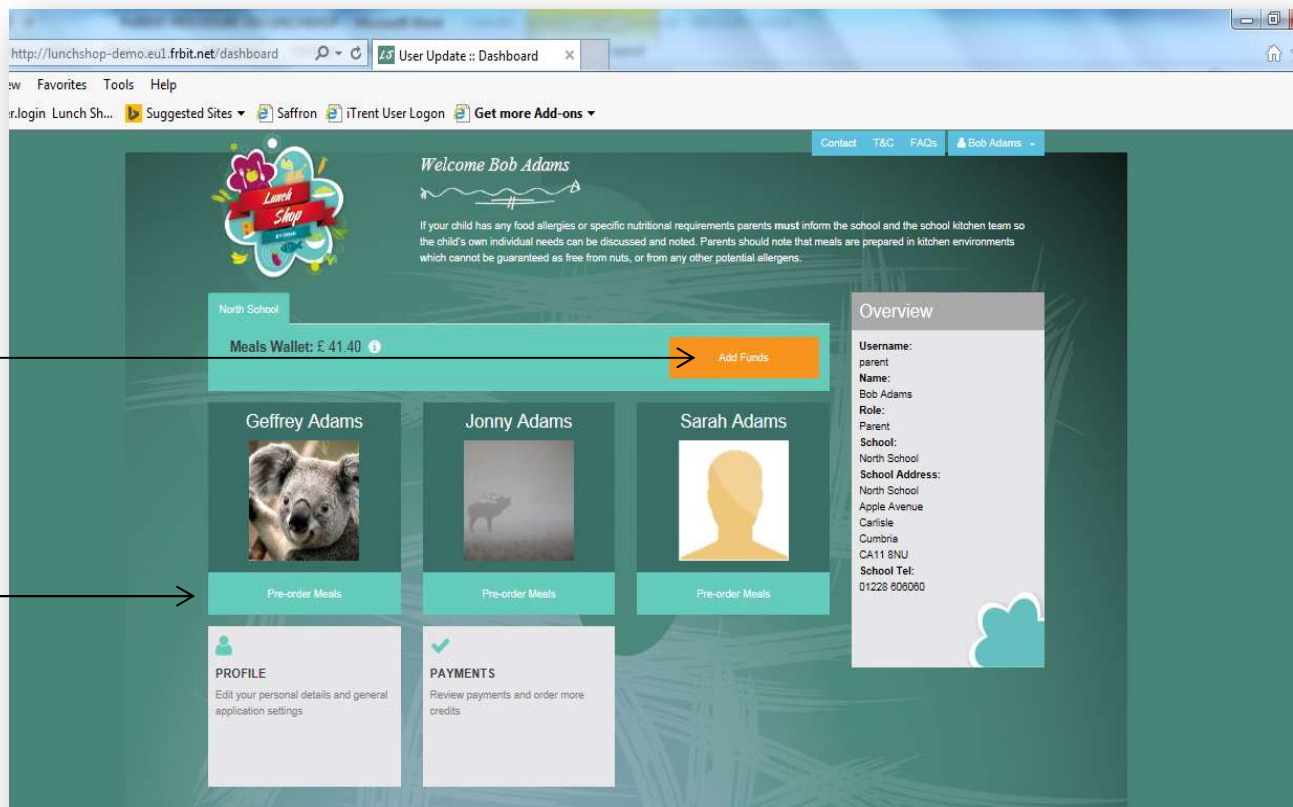 http://lunchshop-demo.eu1.frbit.net/dashboard
User Update :: Dashboard
ew Favorites Tools Help
r.login Lunch Sh... Suggested Sites Saffron iTrent User Logon Get more Add-ons
Contact T&C FAQs Bob Adams
Lunch
Shop
Welcome Bob Adams
If your child has any food allergies or specific nutritional requirements parents must inform the school and the school kitchen team so
the child's own individual needs can be discussed and noted. Parents should note that meals are prepared in kitchen environments
which cannot be guaranteed as free from nuts, or from any other potential allergens.
North School
Meals Wallet: £ 41.40
Add Funds
Geffrey Adams
Pre-order Meals
Jonny Adams
Pre-order Meals
Sarah Adams
Pre-order Meals
PROFILE
Edit your personal details and general
application settings
PAYMENTS
Review payments and order more
credits
Overview
Username:
parent
Name:
Bob Adams
Role:
Parent
School:
North School
School Address:
North School
Apple Avenue
Carlisle
Cumbria
CA11 8NU
School Tel:
01228 606060